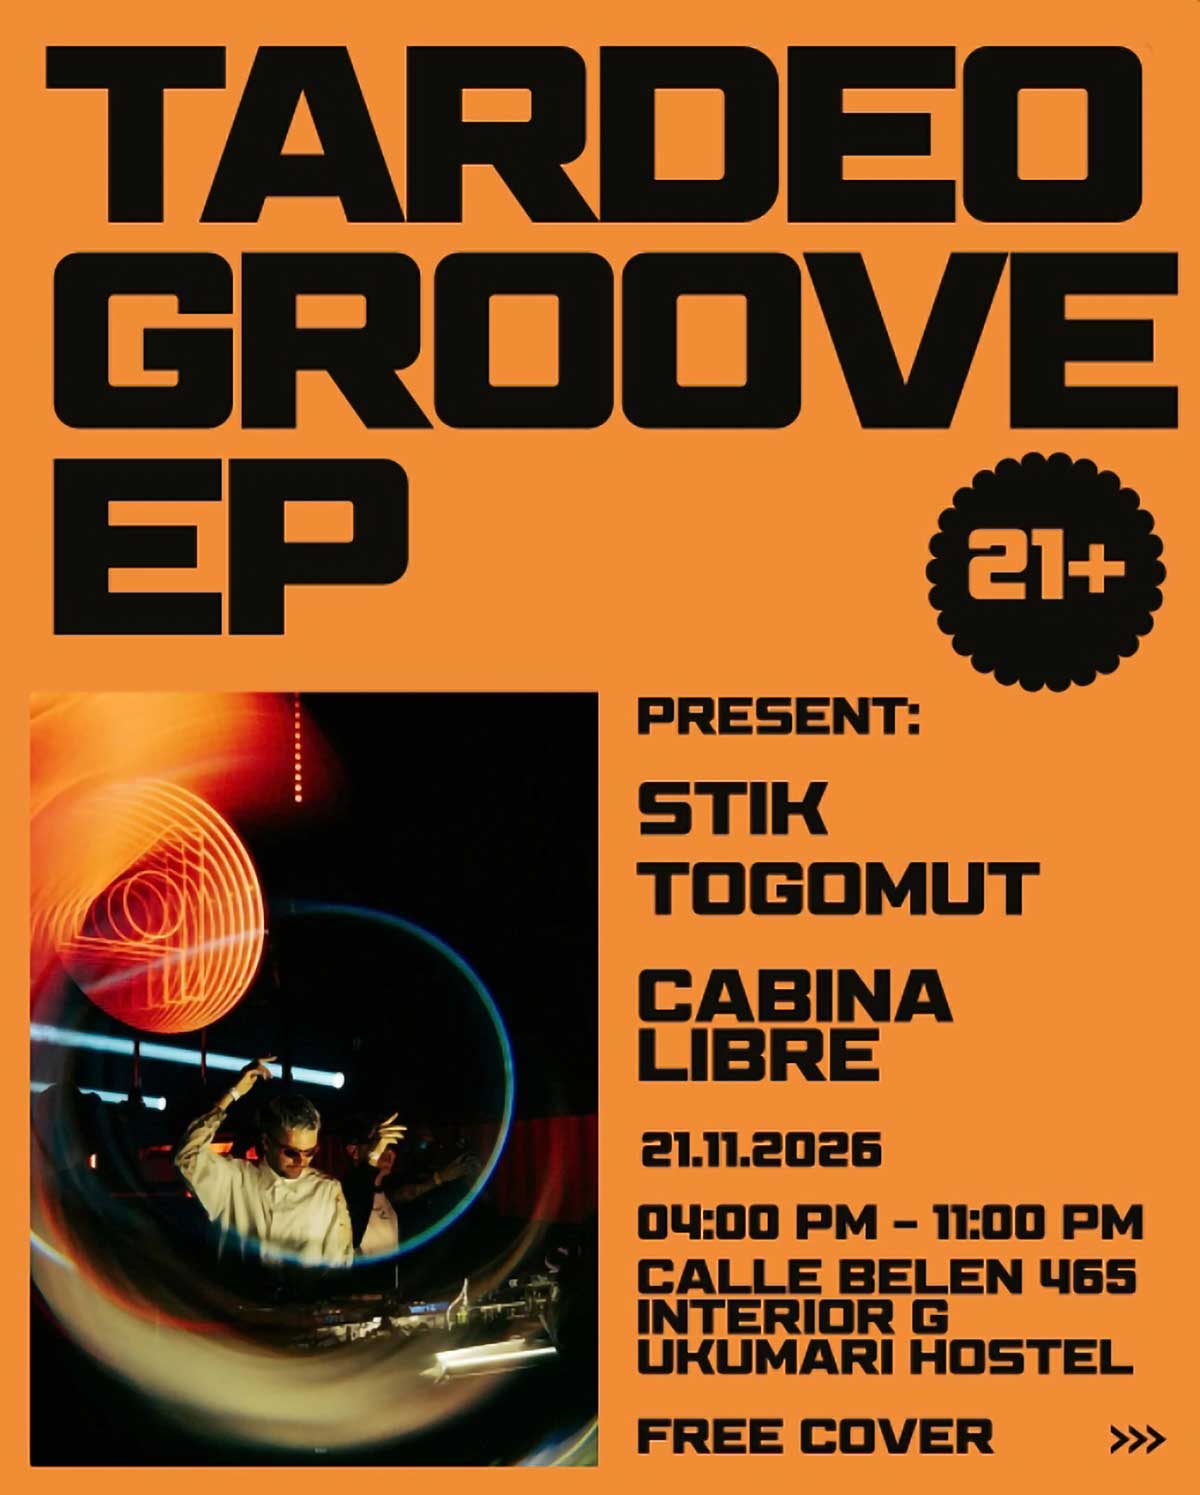 TARDEO
GROOVE
EP
21+
PRESENT:
STIK
TOGOMUT
CABINA
LIBRE
21.11.2026
04:00 PM - 11:00 PM
CALLE BELEN 465
INTERIOR G
UKUMARI HOSTEL
FREE COVER >>>